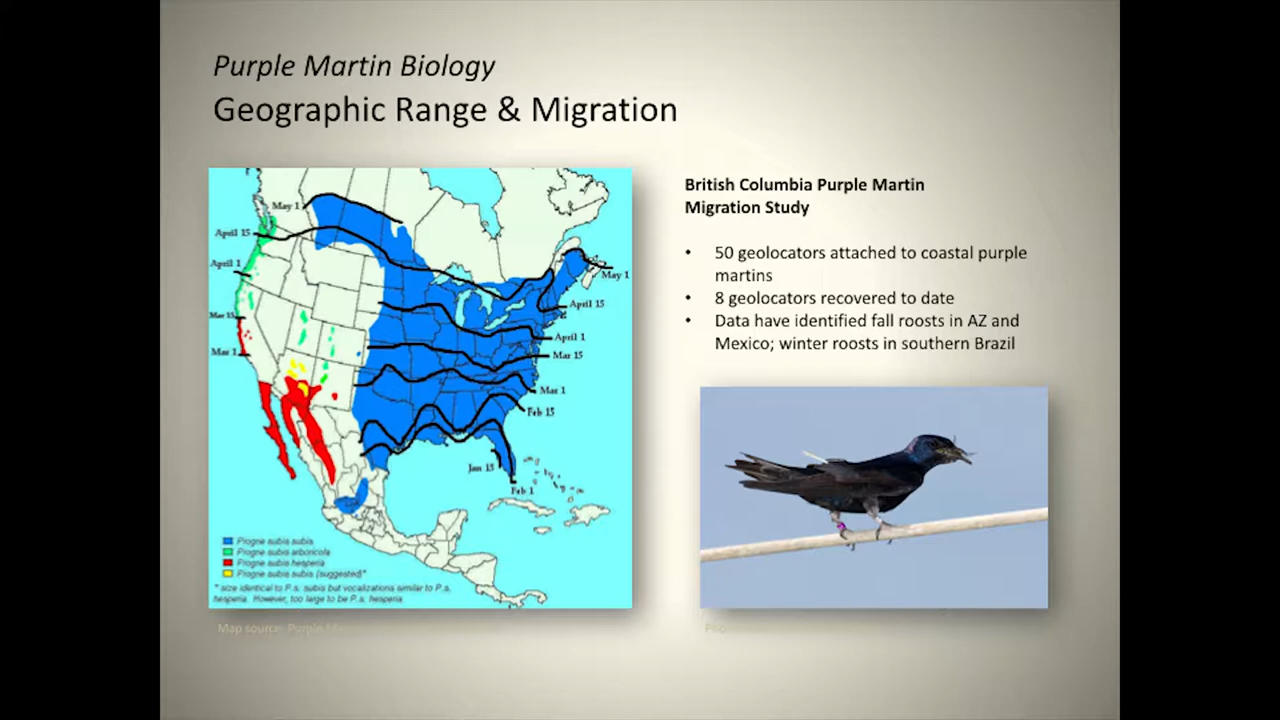 Purple Martin Biology
Geographic Range & Migration
May 1
April 15
April 1
Mar 15
Mar 1
May 1
April 15
April 1
Mar 15
Mar 1
Feb 15
Jan 15
Feb 1
Progne subis subis
Progne subis arboricola
Progne subis hesperia
Progne subis subis (suggested)*
* size identical to P.s. subis but vocalizations similar to P.s.
hesperia. However, too large to be P.s. hesperia
Map source: Purple
British Columbia Purple Martin
Migration Study
• 50 geolocators attached to coastal purple
martins
• 8 geolocators recovered to date
• Data have identified fall roosts in AZ and
Mexico; winter roosts in southern Brazil